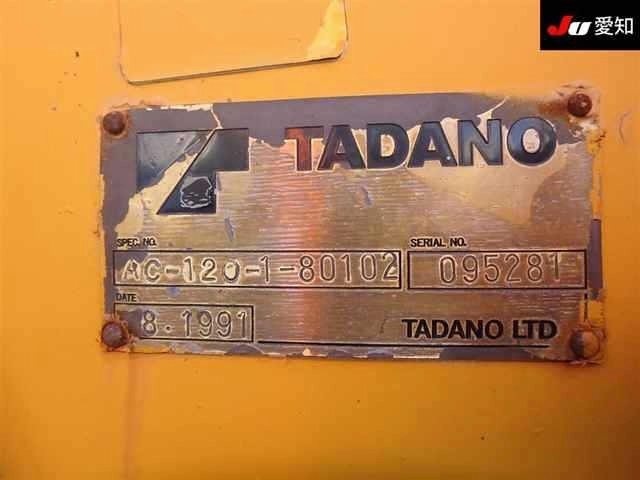 JU 愛知
TADANO
SPEC. NO.
SERIAL NO.
AC-120-1-80102
095281
DATE
8.1991
TADANO LTD